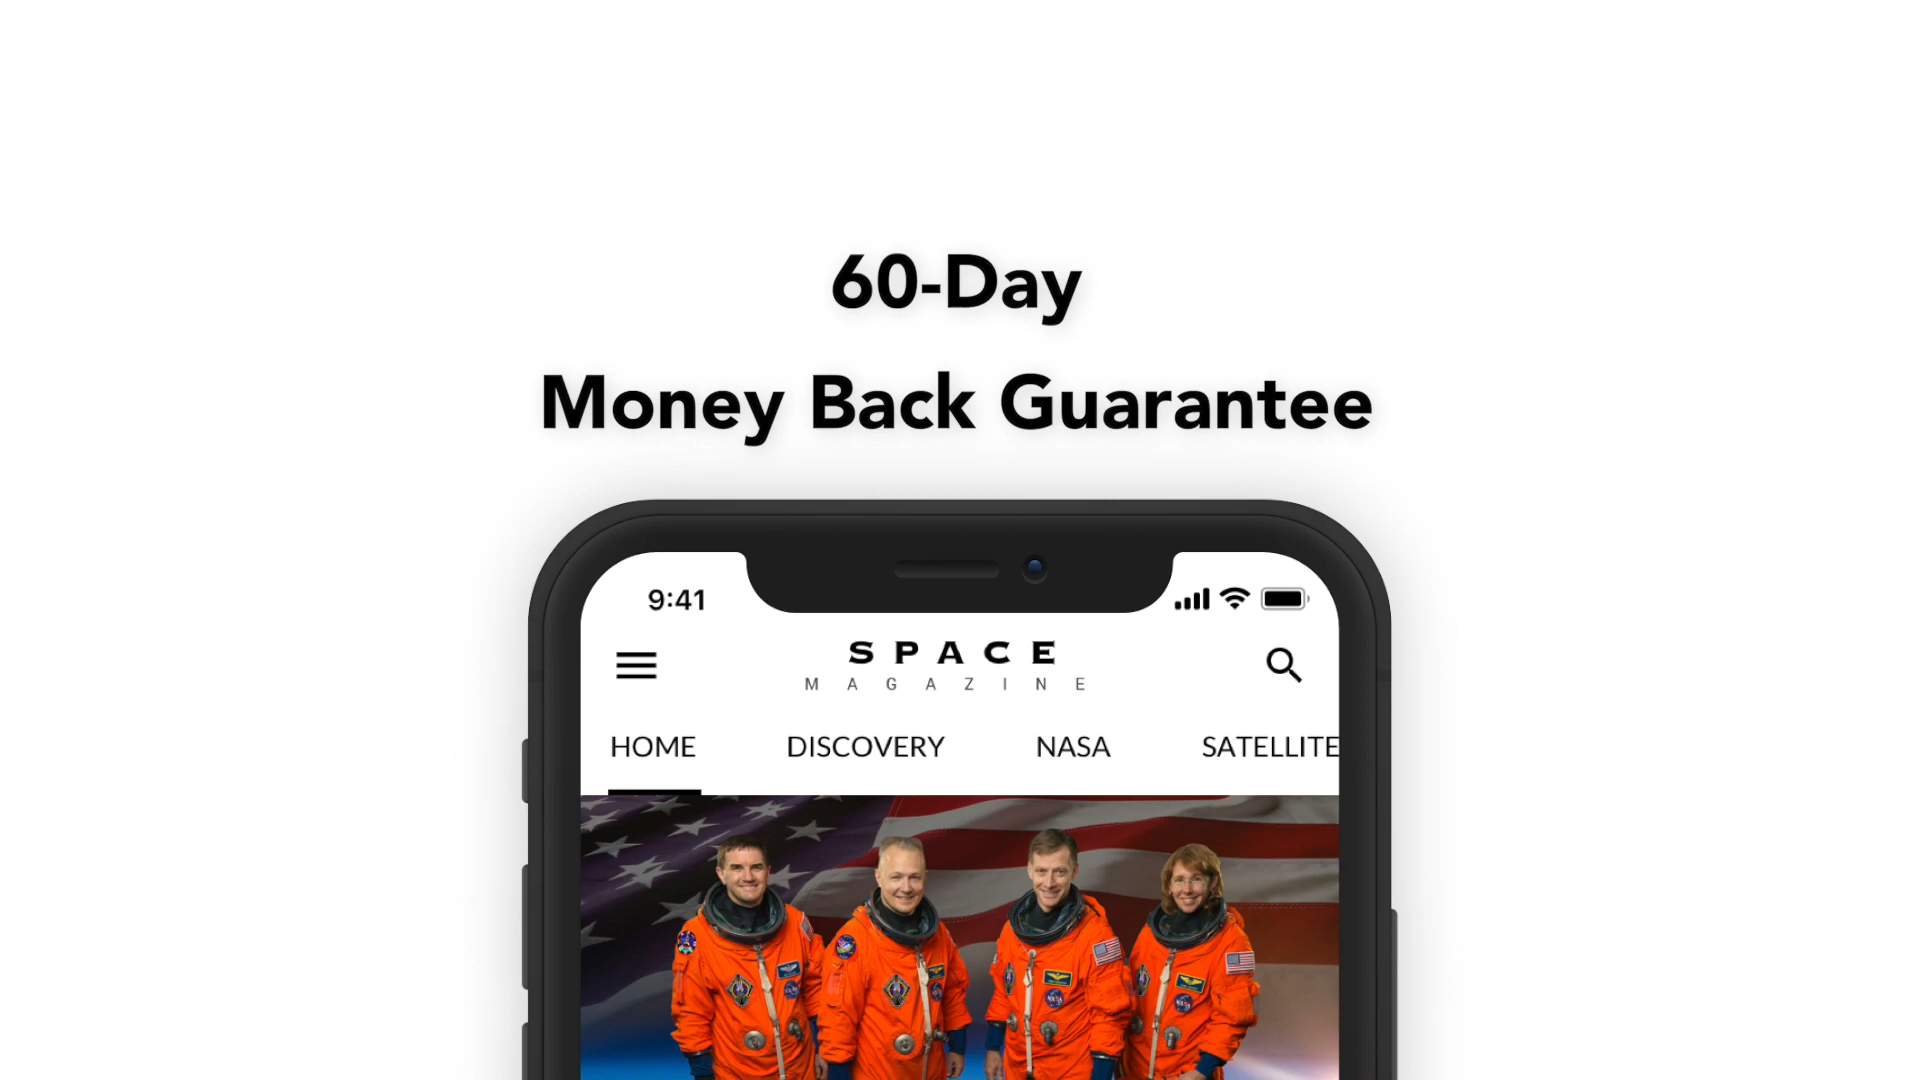 60-Day
Money Back Guarantee
9:41
SPACE
MAGAZINE
HOME DISCOVERY NASA SATELLITE